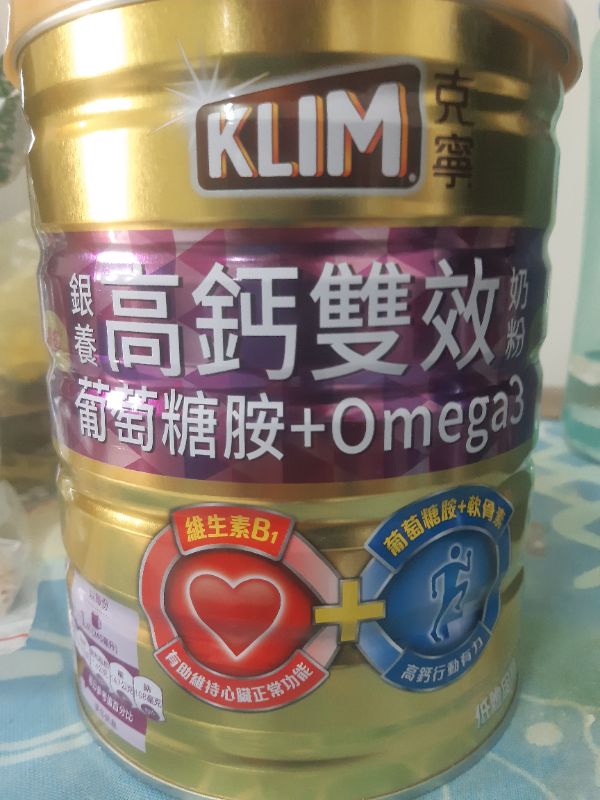 KLIM
克寧
銀養
高鈣雙效
奶粉
葡萄糖胺+Omega3
維生素B1
有助維持心臟正常功能
葡萄糖胺+軟骨素
高鈣行動有力